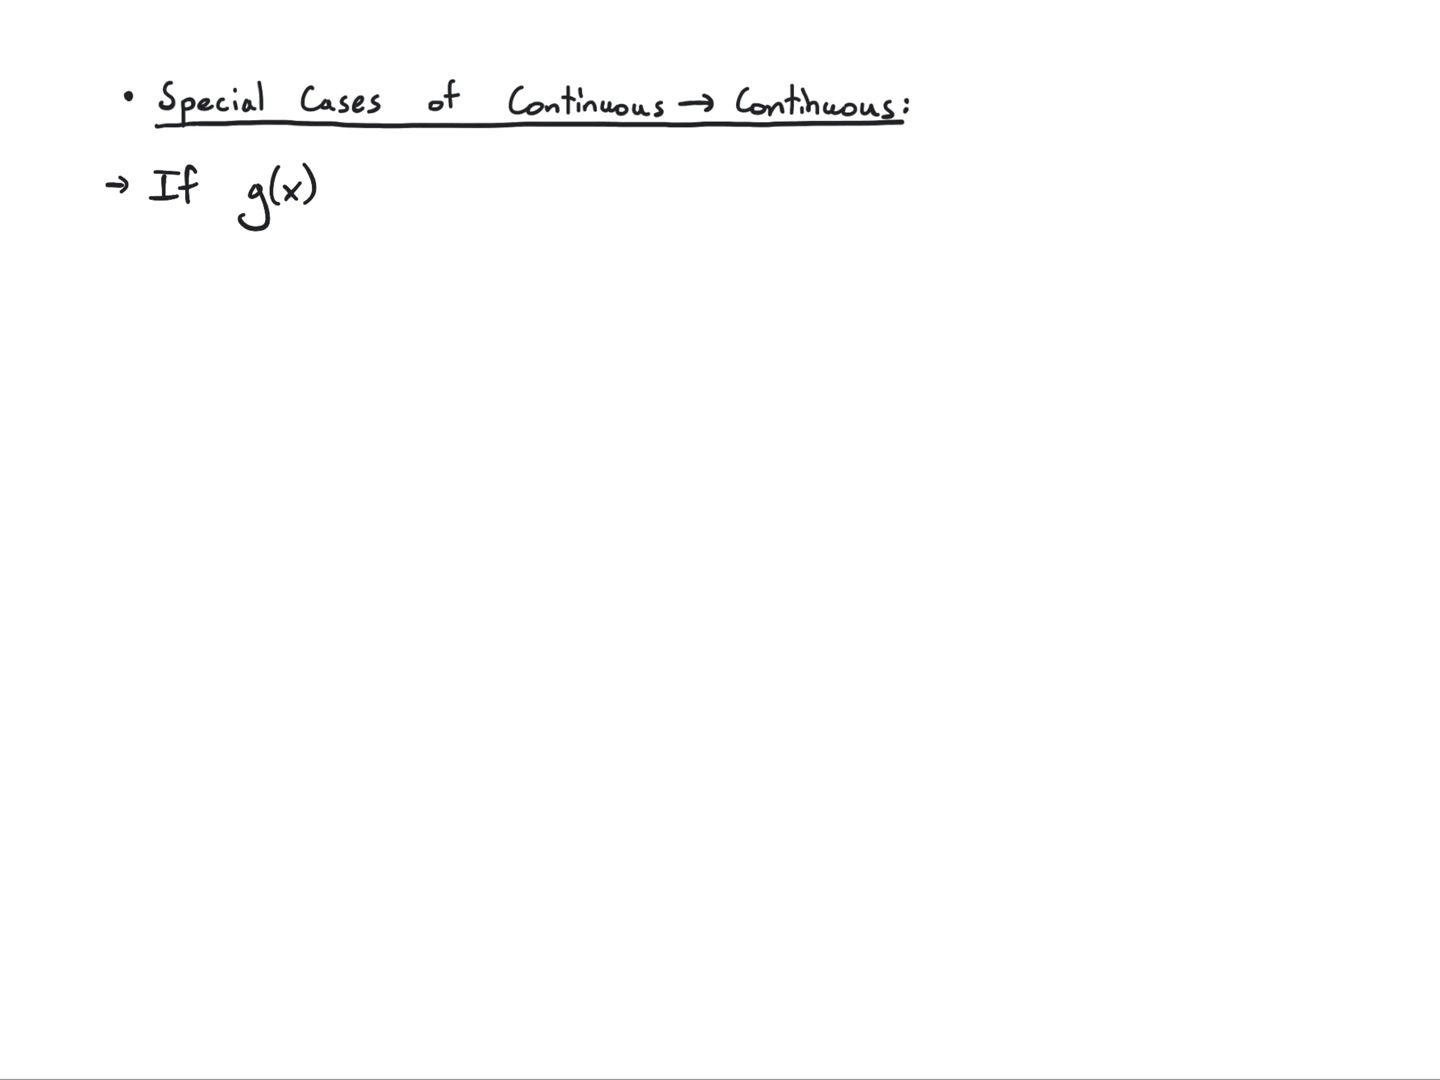 • Special Cases of Continuous → Continuous:
→ If g(x)